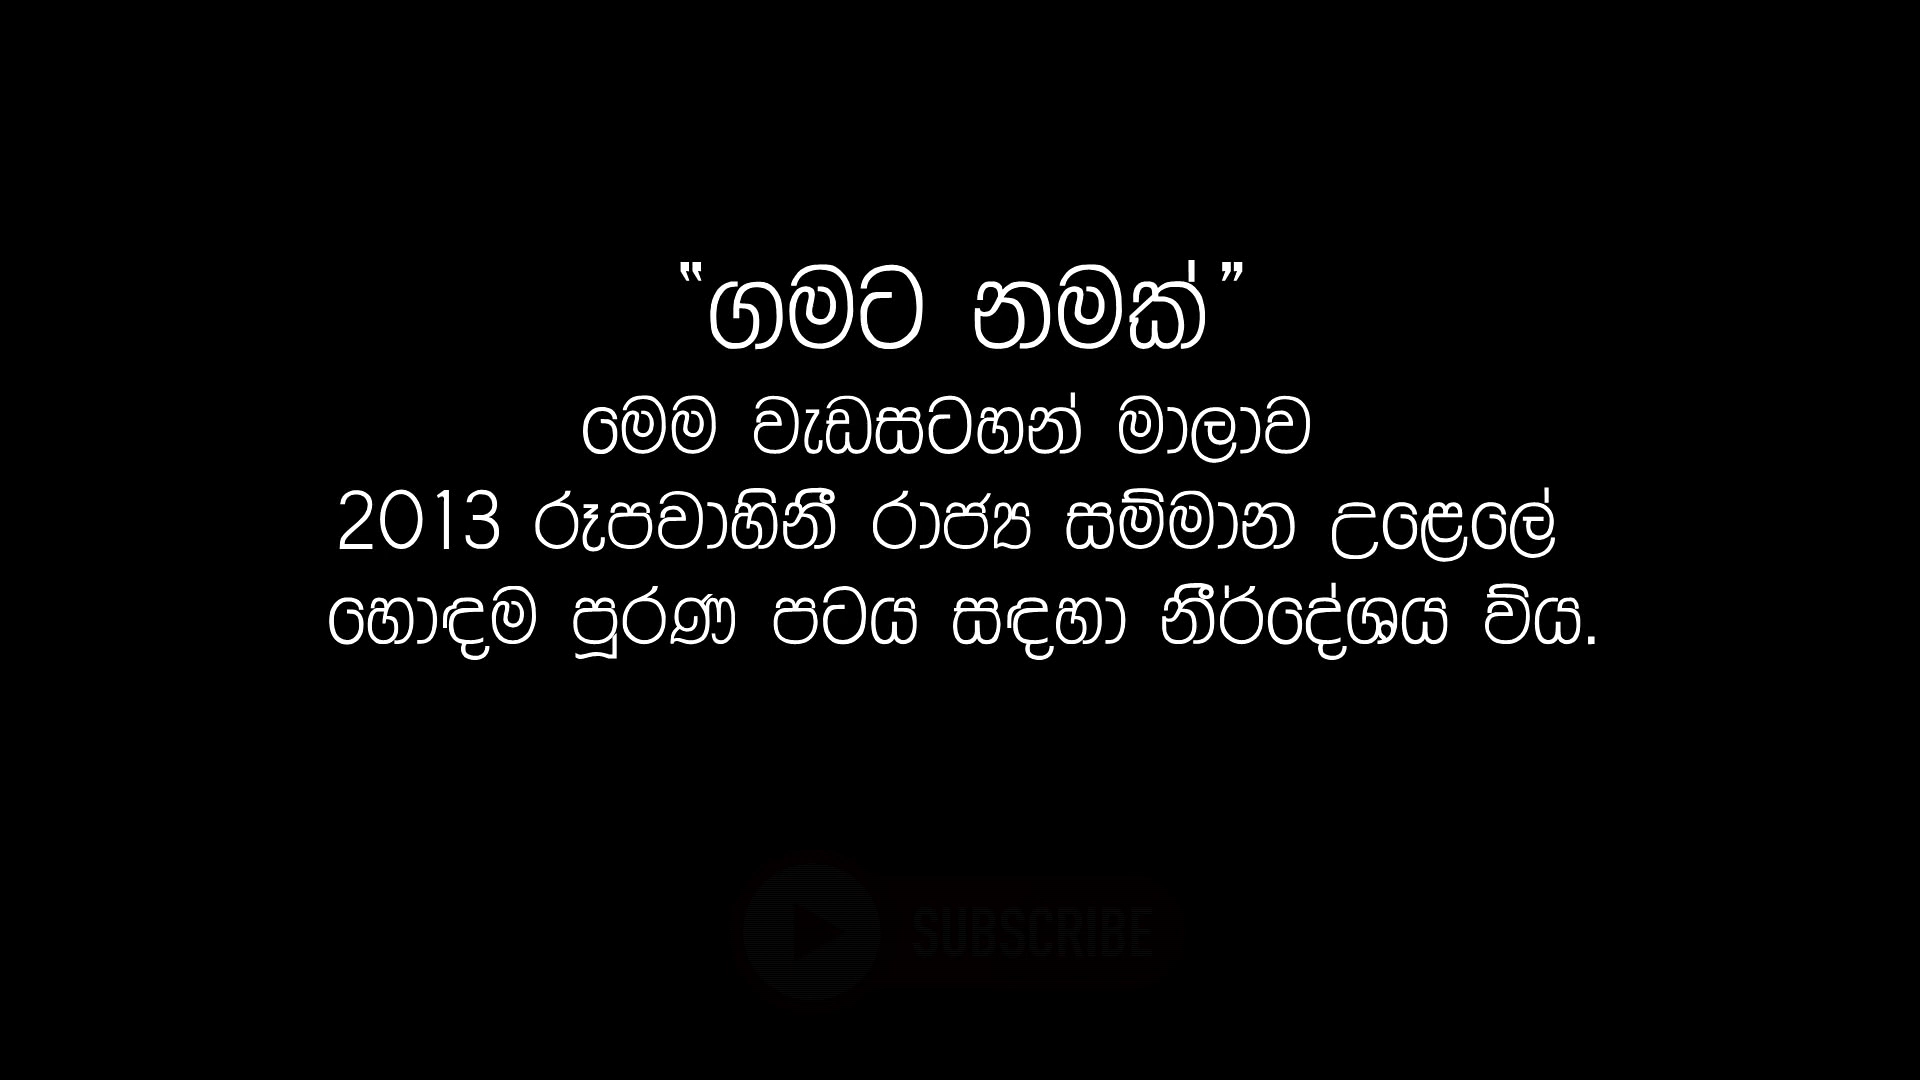 “ගමට නමක්”
මෙම වැඩසටහන් මාලාව
2013 රූපවාහිනී රාජ්‍ය සම්මාන උළෙලේ
හොඳම පූරණ පටය සඳහා නීර්දේශය විය.
SUBSCRIBE